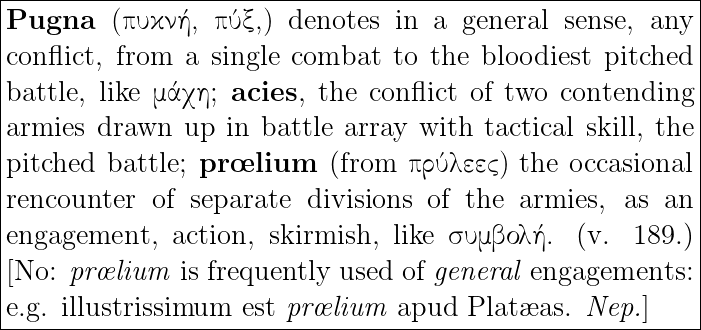 Pugna (πυκνή, πύξ,) denotes in a general sense, any
conflict, from a single combat to the bloodiest pitched
battle, like μάχη; acies, the conflict of two contending
armies drawn up in battle array with tactical skill, the
pitched battle; prœlium (from πρύλεες) the occasional
rencounter of separate divisions of the armies, as an
engagement, action, skirmish, like συμβολή. (v. 189.)
[No: prœlium is frequently used of general engagements:
e.g. illustrissimum est prœlium apud Platæas. Nep.]